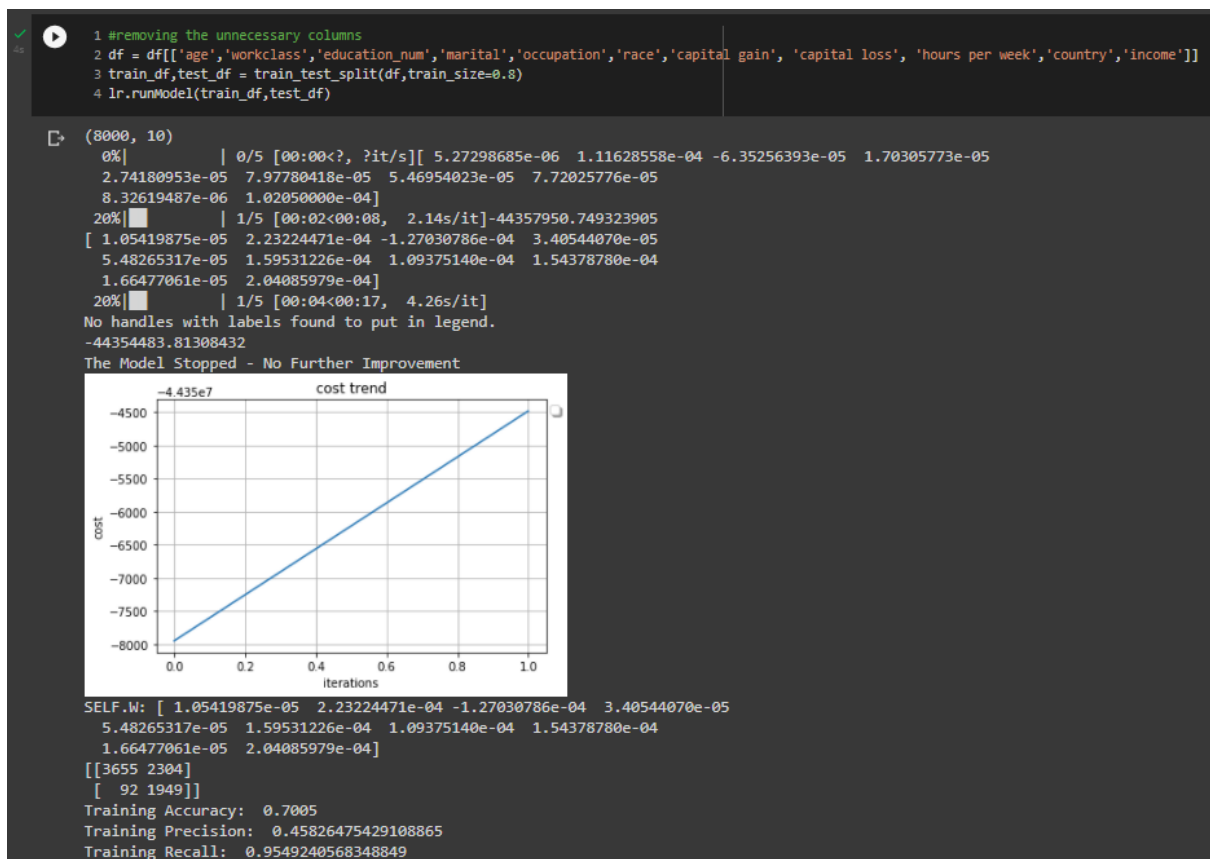 4s
1 #removing the unnecessary columns
2 df = df[['age','workclass','education_num','marital','occupation','race','capital gain', 'capital loss', 'hours per week','country','income']]
3 train_df,test_df = train_test_split(df,train_size=0.8)
4 lr.runModel(train_df,test_df)
(8000, 10)
0%| | 0/5 [00:00<?, ?it/s][ 5.27298685e-06 1.11628558e-04 -6.35256393e-05 1.70305773e-05
2.74180953e-05 7.97780418e-05 5.46954023e-05 7.72025776e-05
8.32619487e-06 1.02050000e-04]
20%|██ | 1/5 [00:02<00:08, 2.14s/it]-44357950.749323905
[ 1.05419875e-05 2.23224471e-04 -1.27030786e-04 3.40544070e-05
5.48265317e-05 1.59531226e-04 1.09375140e-04 1.54378780e-04
1.66477061e-05 2.04085979e-04]
20%|██ | 1/5 [00:04<00:17, 4.26s/it]
No handles with labels found to put in legend.
-44354483.81308432
The Model Stopped - No Further Improvement
−4.435e7 cost trend
−4500
−5000
−5500
−6000
−6500
−7000
−7500
−8000
cost
0.0 0.2 0.4 0.6 0.8 1.0
iterations
SELF.W: [ 1.05419875e-05 2.23224471e-04 -1.27030786e-04 3.40544070e-05
5.48265317e-05 1.59531226e-04 1.09375140e-04 1.54378780e-04
1.66477061e-05 2.04085979e-04]
[[3655 2304]
[ 92 1949]]
Training Accuracy: 0.7005
Training Precision: 0.45826475429108865
Training Recall: 0.9549240568348849